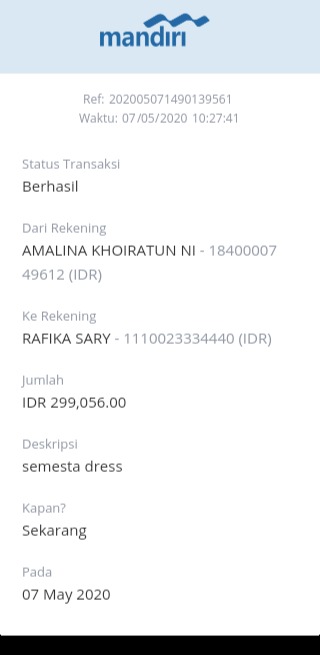 mandiri
Ref: 202005071490139561
Waktu: 07/05/2020 10:27:41
Status Transaksi
Berhasil
Dari Rekening
AMALINA KHOIRATUN NI - 18400007
49612 (IDR)
Ke Rekening
RAFIKA SARY - 1110023334440 (IDR)
Jumlah
IDR 299,056.00
Deskripsi
semesta dress
Kapan?
Sekarang
Pada
07 May 2020